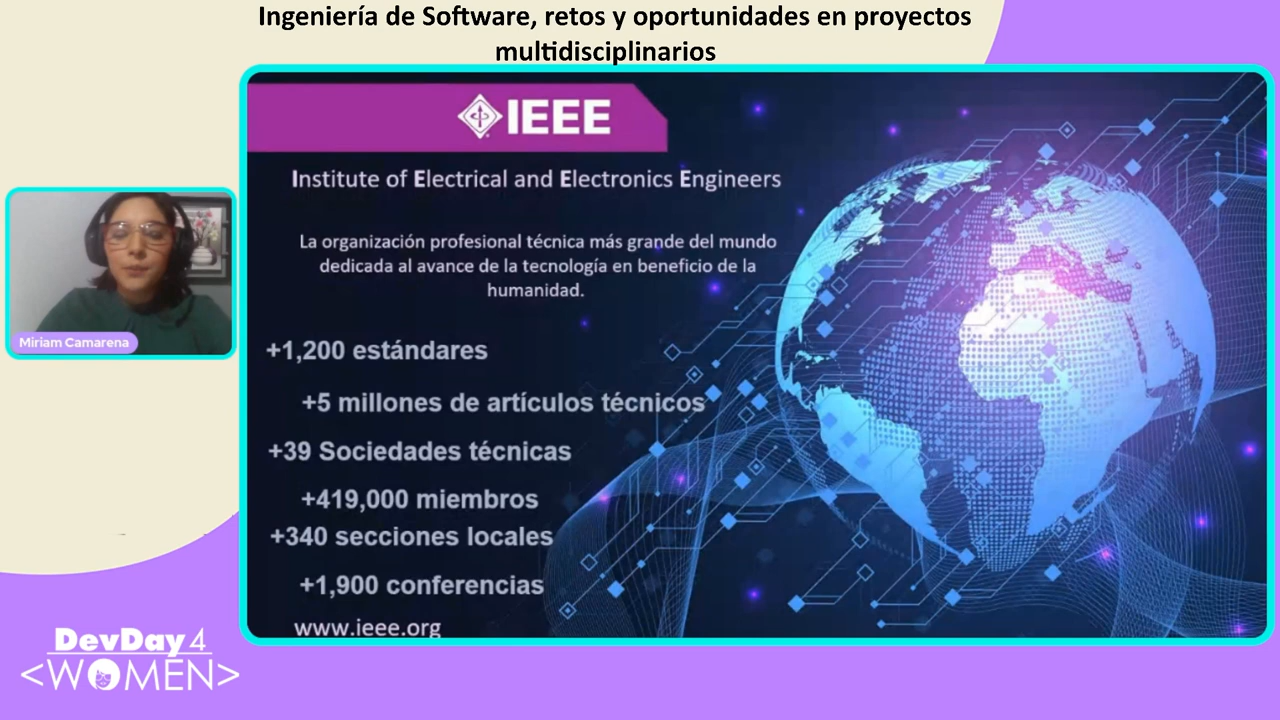 Ingeniería de Software, retos y oportunidades en proyectos
multidisciplinarios
IEEE
Institute of Electrical and Electronics Engineers
La organización profesional técnica más grande del mundo
dedicada al avance de la tecnología en beneficio de la
humanidad.
+1,200 estándares
+5 millones de artículos técnicos
+39 Sociedades técnicas
+419,000 miembros
+340 secciones locales
+1,900 conferencias
www.ieee.org
Miriam Camarena
DevDay 4
<WOMEN>